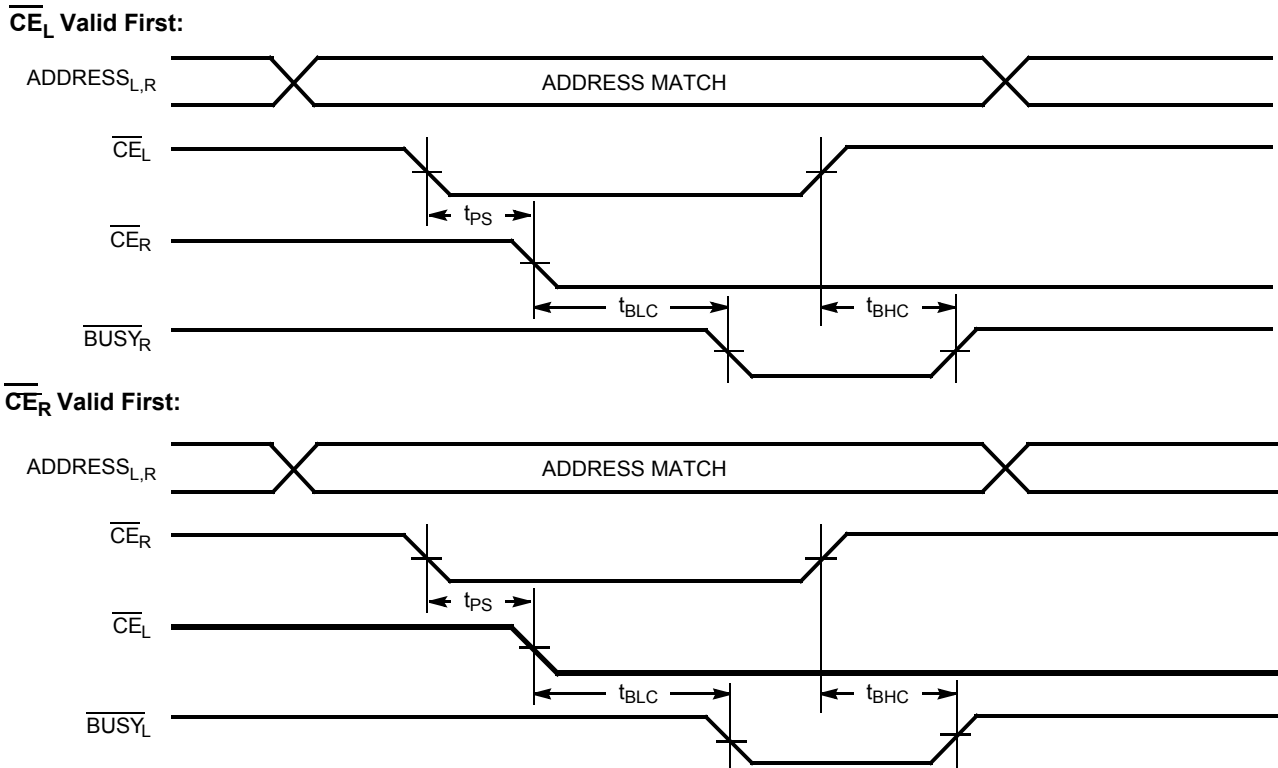 CE_L Valid First:
ADDRESS_L,R
ADDRESS MATCH
CE_L
t_PS
CE_R
t_BLC
t_BHC
BUSY_R
CE_R Valid First:
ADDRESS_L,R
ADDRESS MATCH
CE_R
t_PS
CE_L
t_BLC
t_BHC
BUSY_L